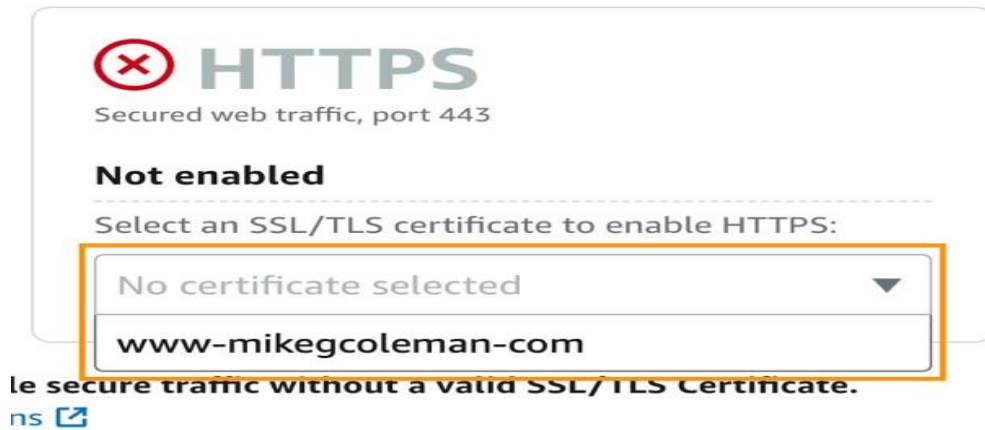 HTTPS
Secured web traffic, port 443
Not enabled
Select an SSL/TLS certificate to enable HTTPS:
No certificate selected
www-mikegcoleman-com
le secure traffic without a valid SSL/TLS Certificate.
ns